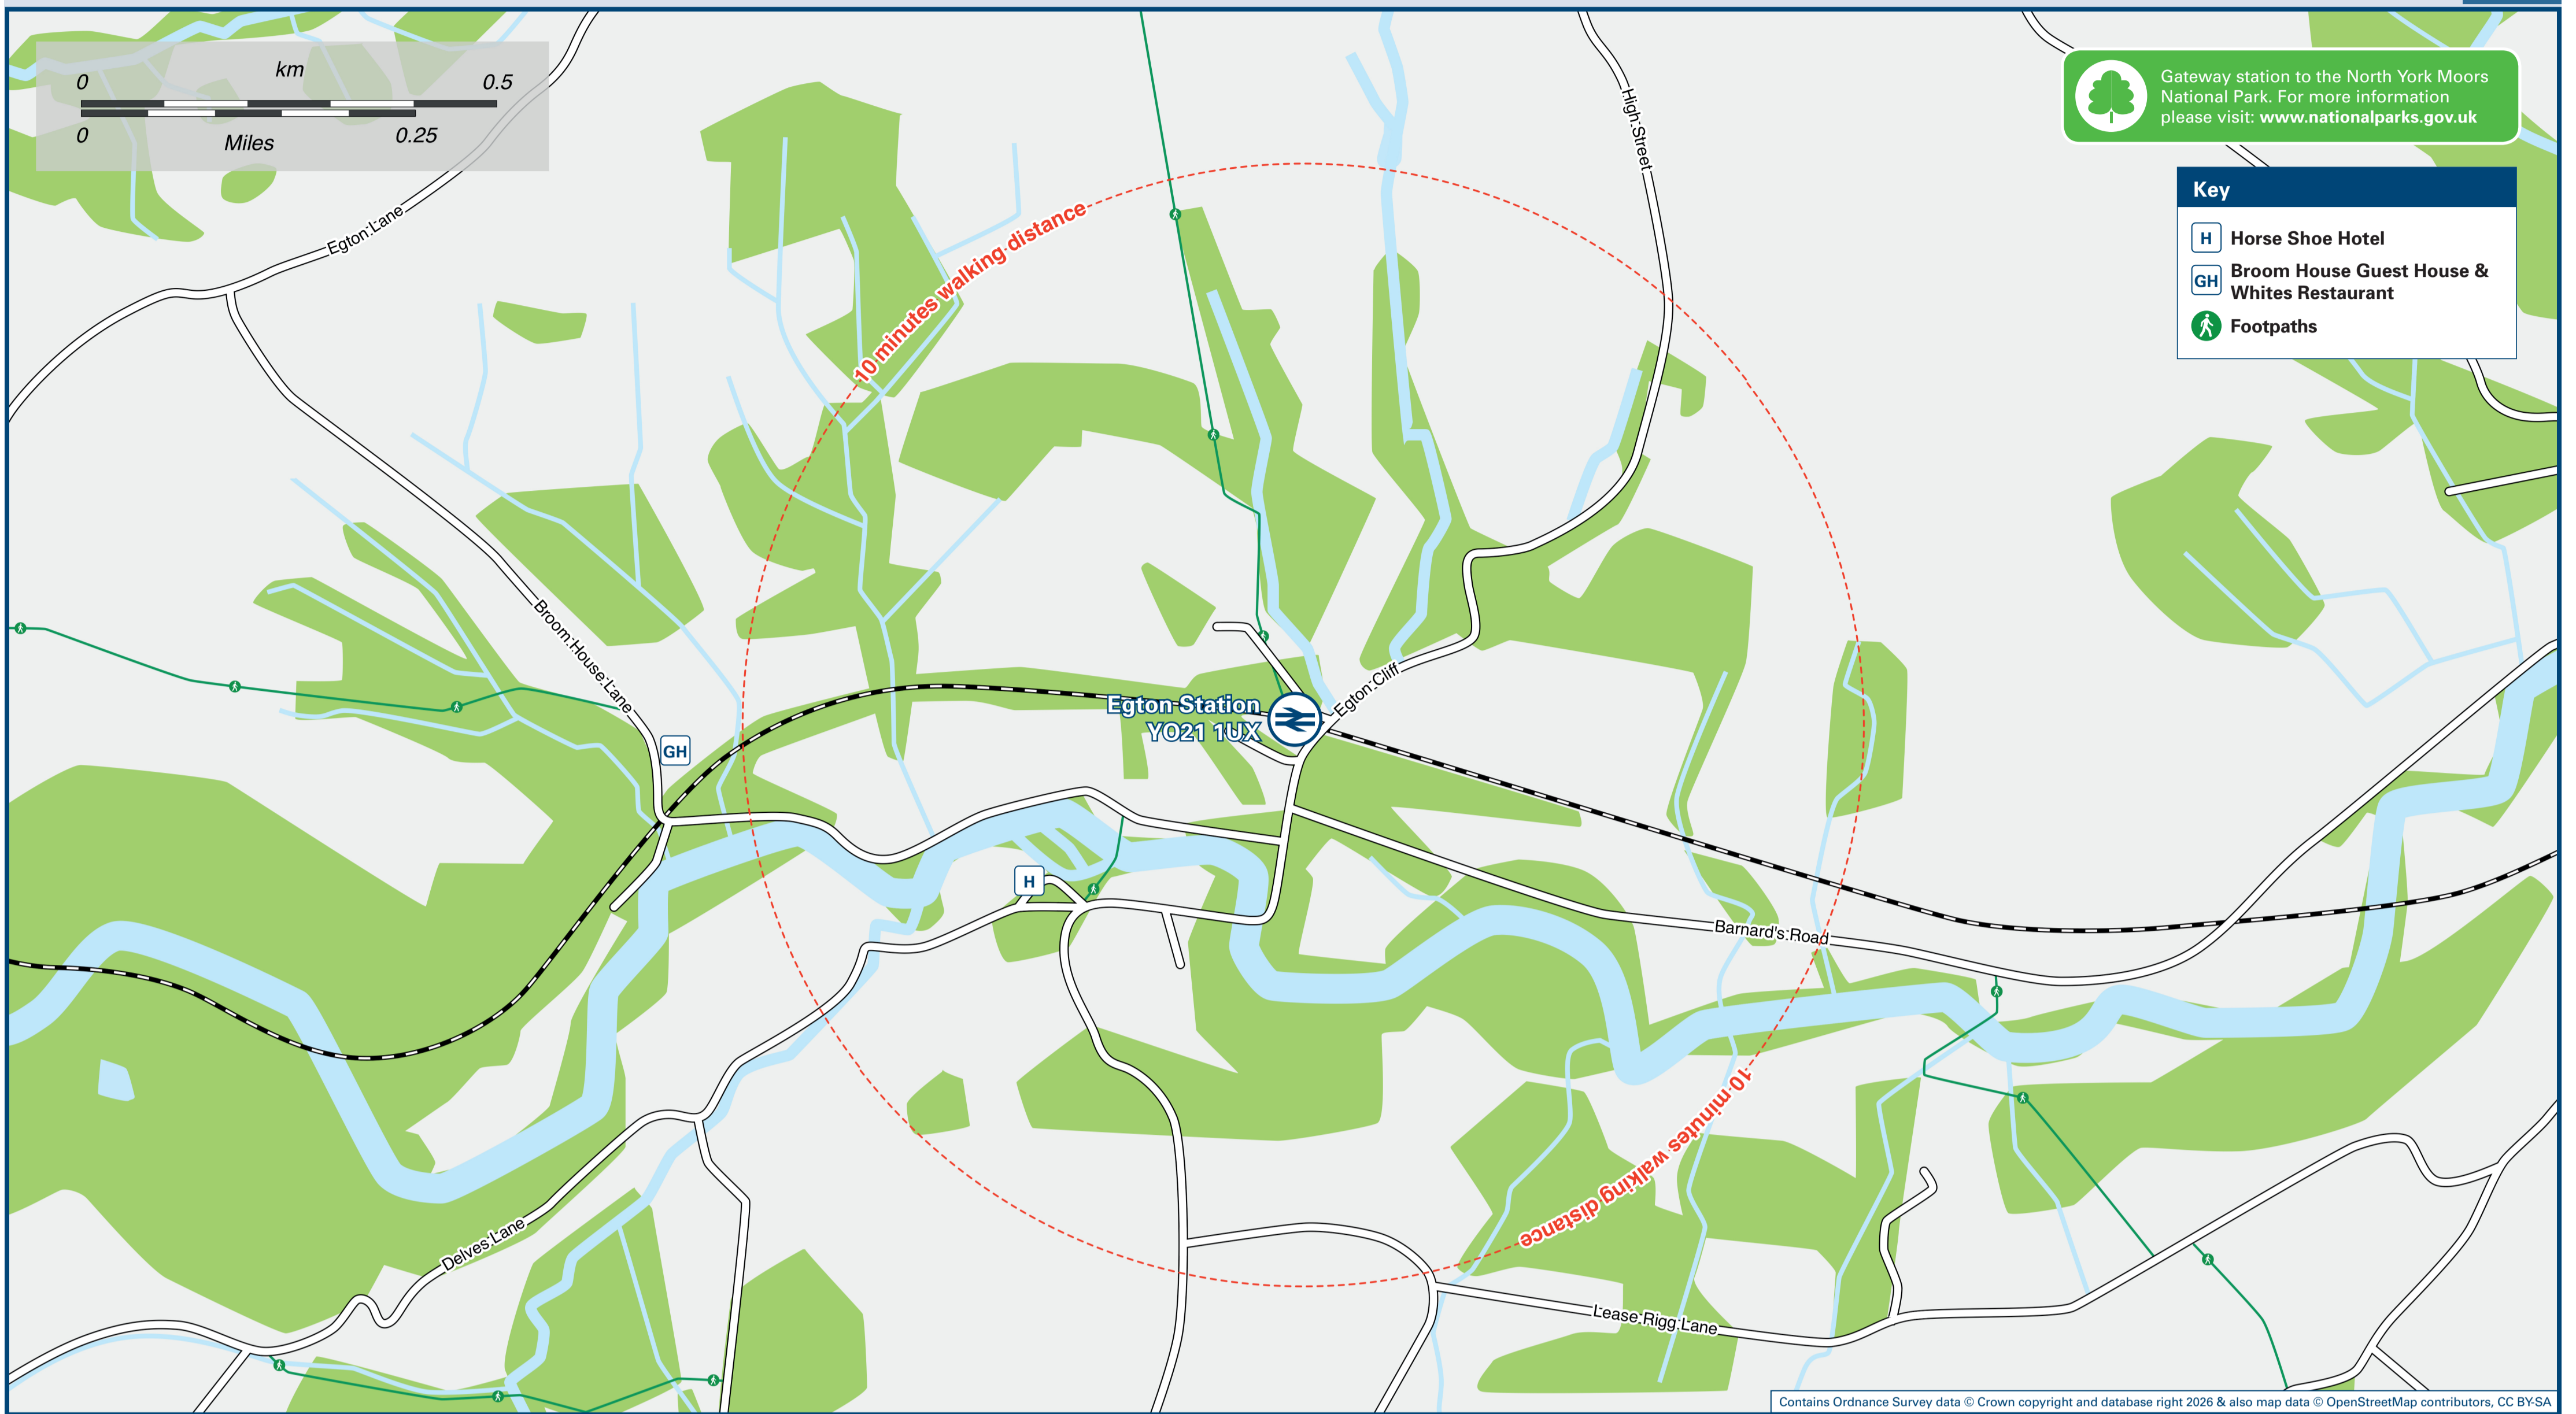 0
km
0.5
0
Miles
0.25
Gateway station to the North York Moors
National Park. For more information
please visit: www.nationalparks.gov.uk
Key
H Horse Shoe Hotel
GH Broom House Guest House &
Whites Restaurant
Footpaths
High Street
Egton Lane
10 minutes walking distance
Broom House Lane
Egton Cliff
Egton Station
YO21 1UX
GH
H
Barnard's Road
10 minutes walking distance
Delves Lane
Lease Rigg Lane
Contains Ordnance Survey data © Crown copyright and database right 2026 & also map data © OpenStreetMap contributors, CC BY-SA